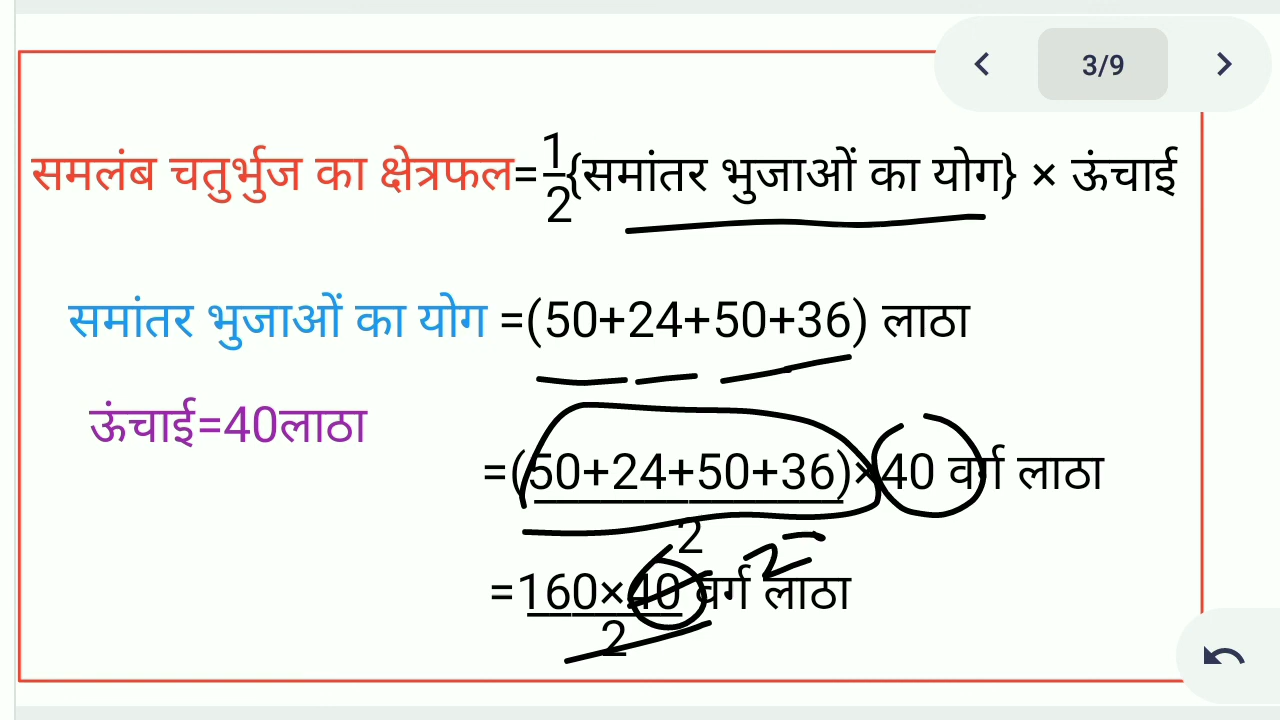 3/9
समलंब चतुर्भुज का क्षेत्रफल=1/2{समांतर भुजाओं का योग} × ऊंचाई
समांतर भुजाओं का योग =(50+24+50+36) लाठा
ऊंचाई=40लाठा
=(50+24+50+36)×40 वर्ग लाठा
2
=160×40 वर्ग लाठा
2